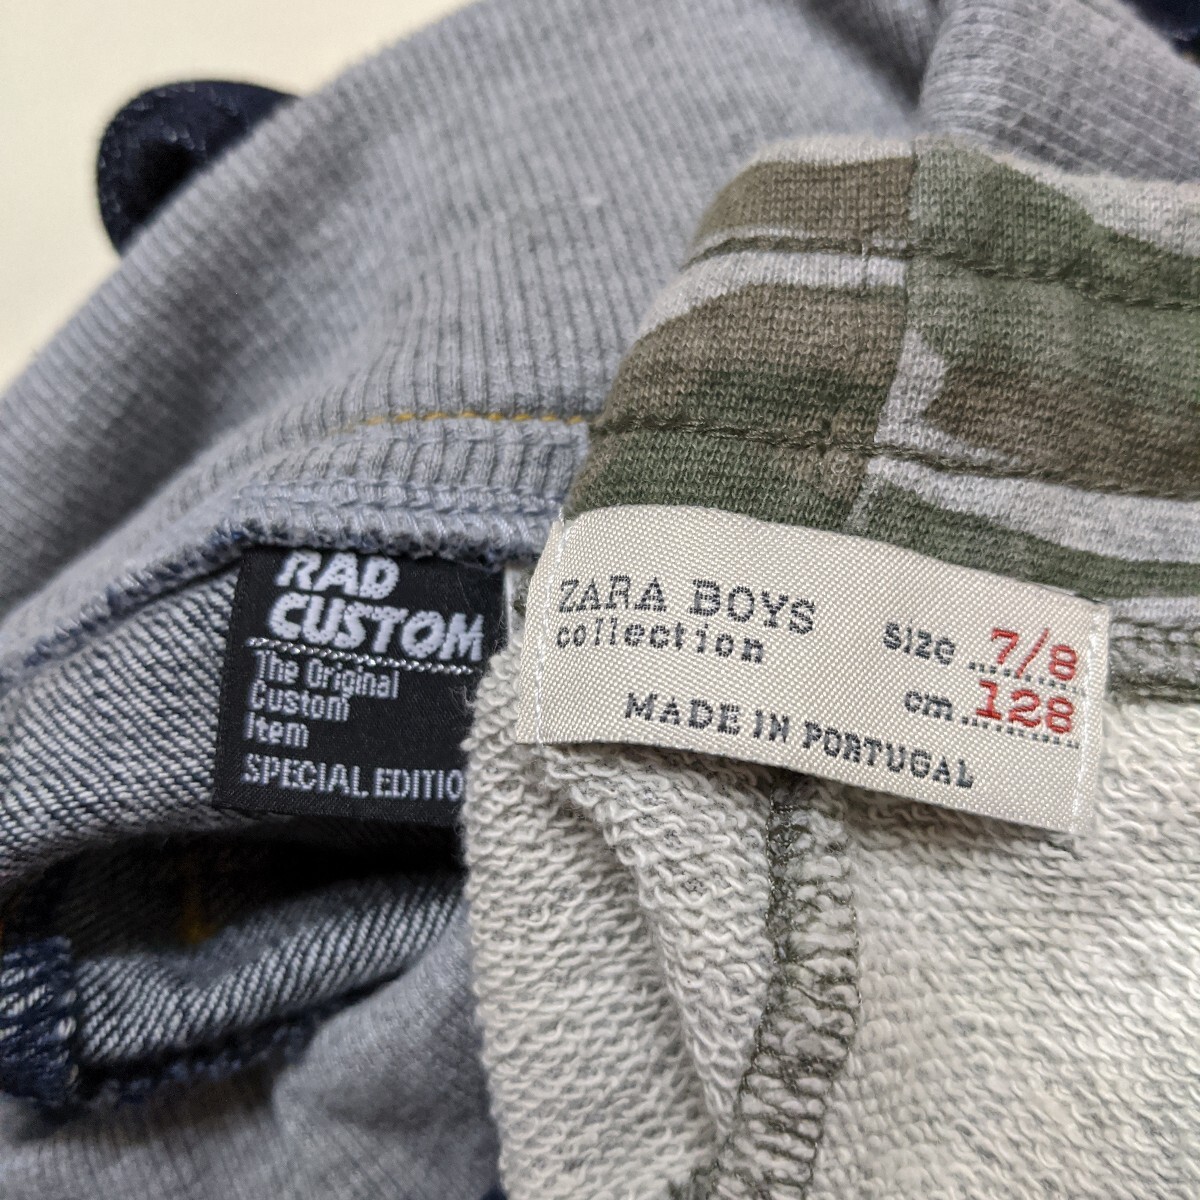 RAD
CUSTOM
The Original
Custom
Item
SPECIAL EDITIO
ZARA BOYS
collection
size 7/8
cm 128
MADE IN PORTUGAL